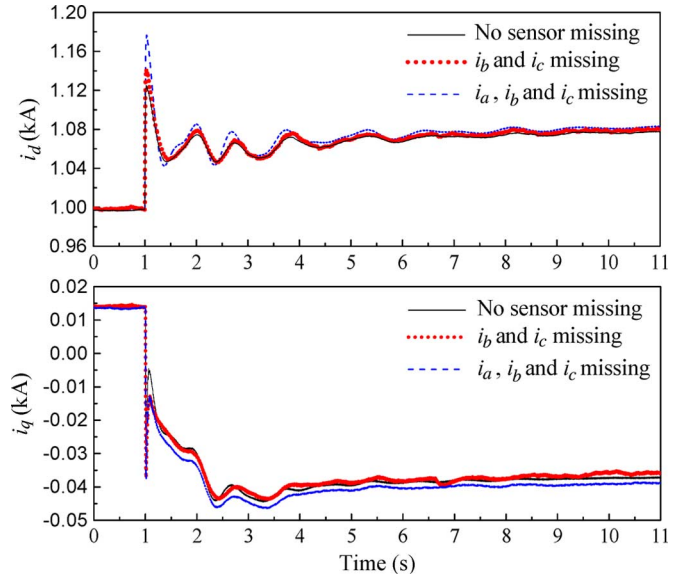 1.20
1.16
1.12
1.08
1.04
1.00
0.96
i_d (kA)
No sensor missing
i_b and i_c missing
i_a , i_b and i_c missing
0 1 2 3 4 5 6 7 8 9 10 11
0.02
0.01
0.00
-0.01
-0.02
-0.03
-0.04
-0.05
i_q (kA)
No sensor missing
i_b and i_c missing
i_a, i_b and i_c missing
0 1 2 3 4 5 6 7 8 9 10 11
Time (s)